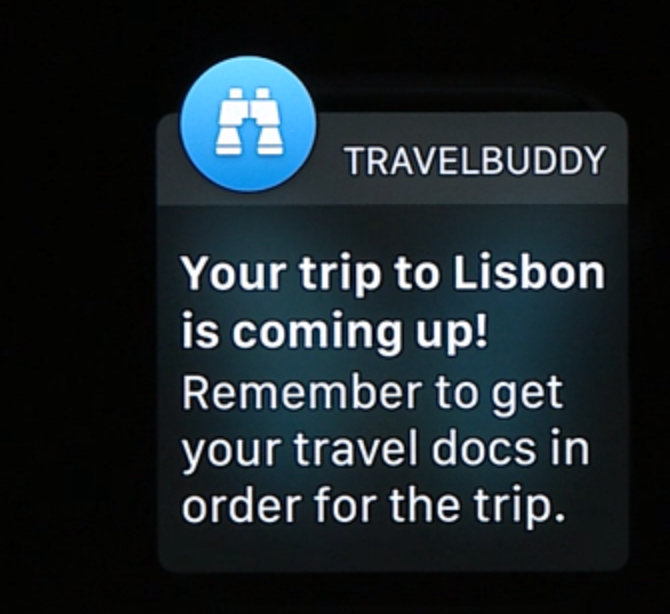 TRAVELBUDDY
Your trip to Lisbon
is coming up!
Remember to get
your travel docs in
order for the trip.